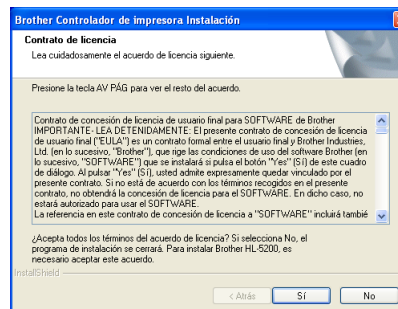 Brother Controlador de impresora Instalación
Contrato de licencia
Lea cuidadosamente el acuerdo de licencia siguiente.
Presione la tecla AV PÁG para ver el resto del acuerdo.
Contrato de concesión de licencia de usuario final para SOFTWARE de Brother
IMPORTANTE- LEA DETENIDAMENTE: El presente contrato de concesión de licencia
de usuario final ("EULA") es un contrato formal entre el usuario final y Brother Industries,
Ltd. (en lo sucesivo, "Brother"), que rige las condiciones de uso del software Brother (en
lo sucesivo, "SOFTWARE") que se instalará si pulsa el botón "Yes" (Sí) de este cuadro
de diálogo. Al pulsar "Yes" (Sí), usted admite expresamente quedar vinculado por el
presente contrato. Si no está de acuerdo con los términos recogidos en el presente
contrato, no obtendrá la concesión de licencia para el SOFTWARE. En dicho caso, no
estará autorizado para usar el SOFTWARE.
La referencia en este contrato de concesión de licencia a "SOFTWARE" incluirá tambié
¿Acepta todos los términos del acuerdo de licencia? Si selecciona No, el
programa de instalación se cerrará. Para instalar Brother HL-5200, es
necesario aceptar este acuerdo.
InstallShield
< Atrás
Sí
No